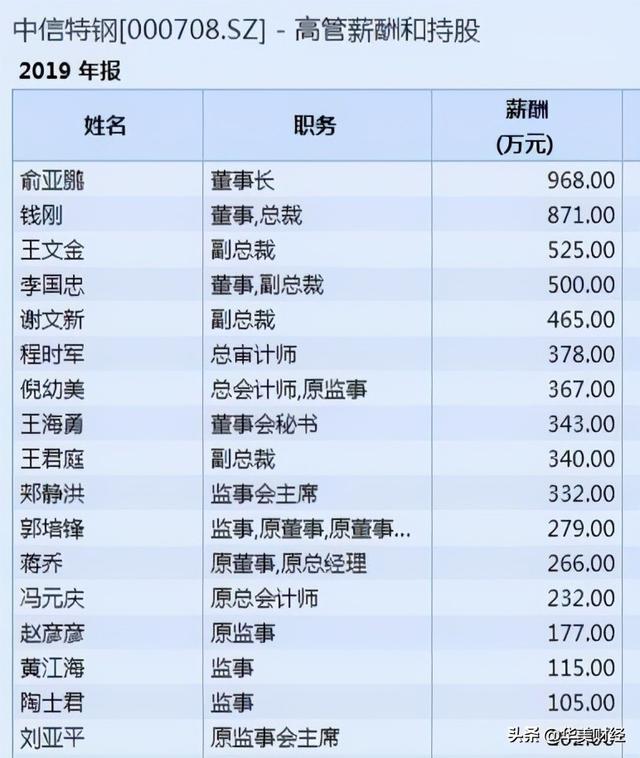 中信特钢[000708.SZ] - 高管薪酬和持股
2019 年报
姓名 职务 薪酬
(万元)
俞亚鹏 董事长 968.00
钱刚 董事,总裁 871.00
王文金 副总裁 525.00
李国忠 董事,副总裁 500.00
谢文新 副总裁 465.00
程时军 总审计师 378.00
倪幼美 总会计师,原监事 367.00
王海勇 董事会秘书 343.00
王君庭 副总裁 340.00
郏静洪 监事会主席 332.00
郭培锋 监事,原董事,原董事... 279.00
蒋乔 原董事,原总经理 266.00
冯元庆 原总会计师 232.00
赵彦彦 原监事 177.00
黄江海 监事 115.00
陶士君 监事 105.00
刘亚平 原监事会主席
头条 @华美财经